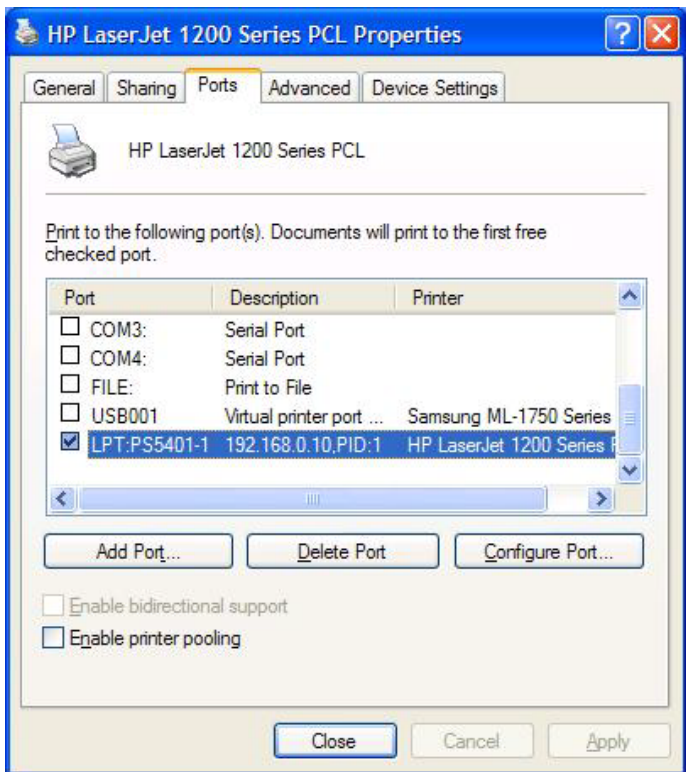 HP LaserJet 1200 Series PCL Properties
General Sharing Ports Advanced Device Settings
HP LaserJet 1200 Series PCL
Print to the following port(s). Documents will print to the first free
checked port.
Port Description Printer
COM3: Serial Port
COM4: Serial Port
FILE: Print to File
USB001 Virtual printer port ... Samsung ML-1750 Series
LPT:PS5401-1 192.168.0.10,PID:1 HP LaserJet 1200 Series
Add Port... Delete Port Configure Port...
Enable bidirectional support
Enable printer pooling
Close Cancel Apply